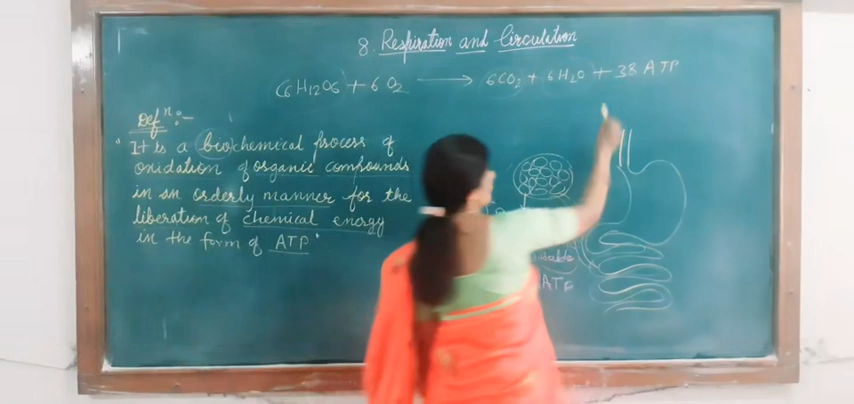 8. Respiration and Circulation
C6H12O6 + 6 O2 ⟶ 6CO2 + 6H2O + 38 ATP
Defn :-
"It is a biochemical process of
oxidation of organic compounds
in an orderly manner for the
liberation of chemical energy
in the form of ATP"
ATP